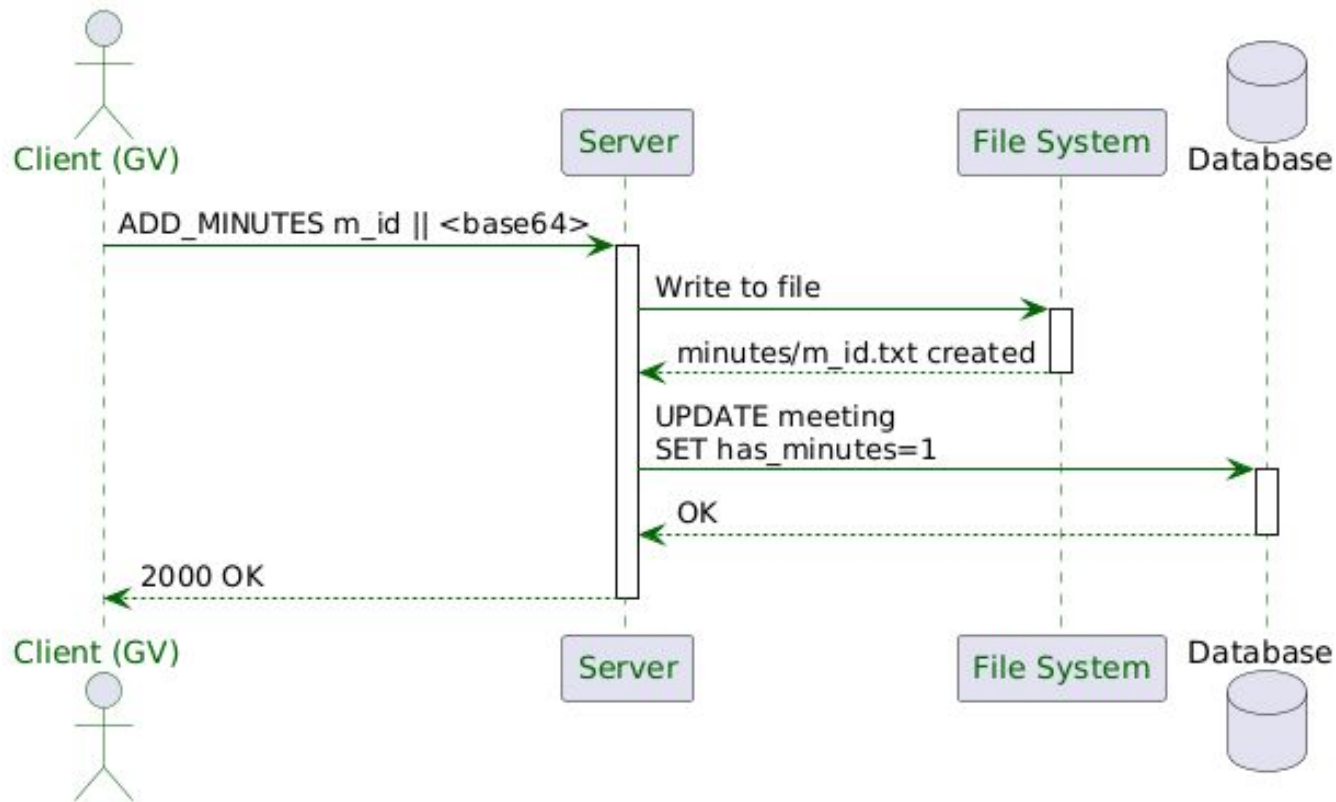 Client (GV)
Server
File System
Database
ADD_MINUTES m_id || <base64>
Write to file
minutes/m_id.txt created
UPDATE meeting
SET has_minutes=1
OK
2000 OK
Client (GV)
Server
File System
Database